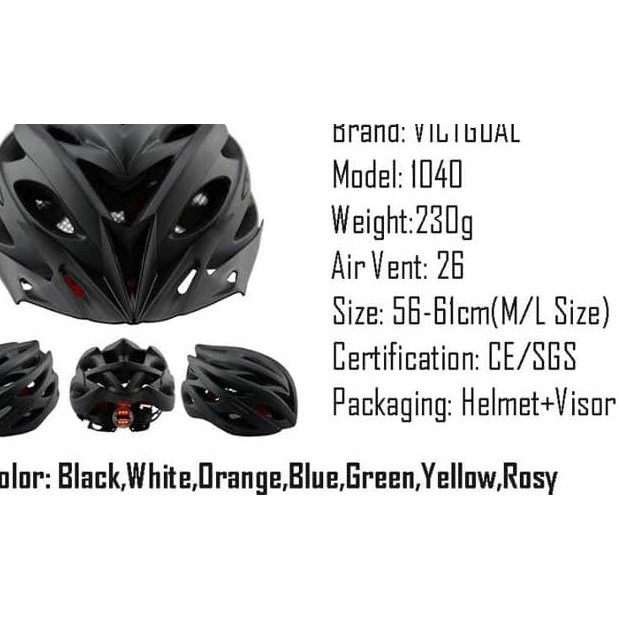 Brand: VICTGOAL
Model: 1040
Weight:230g
Air Vent: 26
Size: 56-61cm(M/L Size)
Certification: CE/SGS
Packaging: Helmet+Visor
olor: Black,White,Orange,Blue,Green,Yellow,Rosy